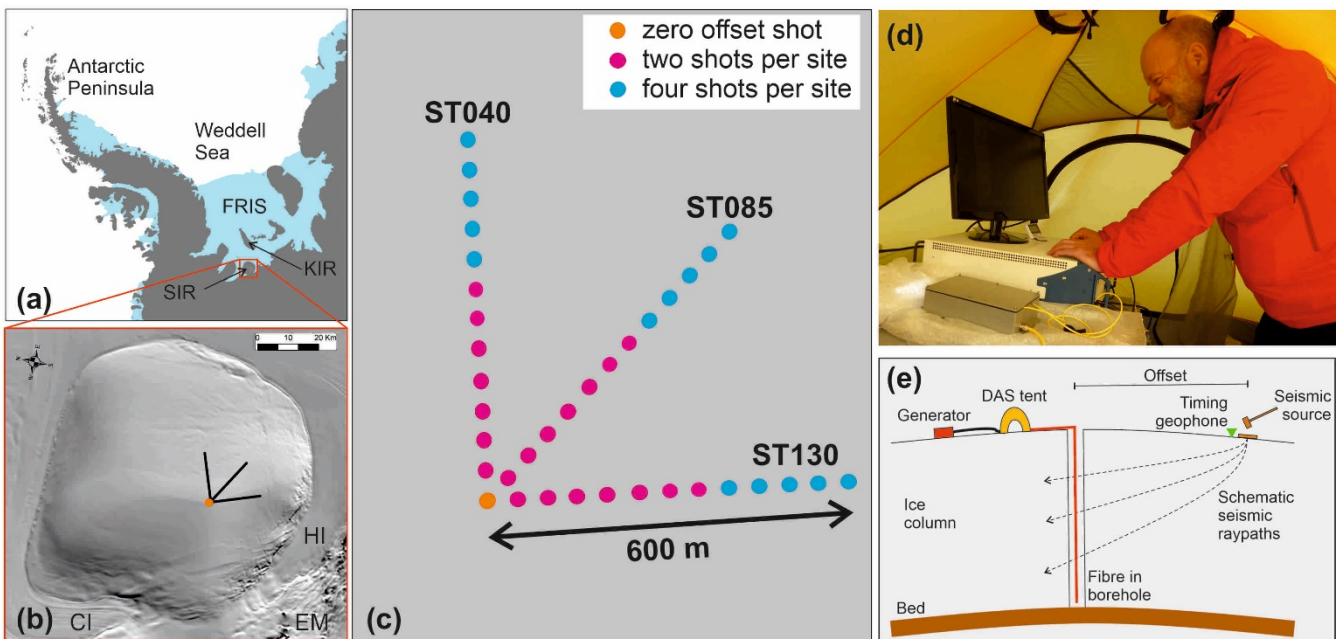 (a)
Antarctic
Peninsula
Weddell
Sea
FRIS
KIR
SIR
(b)
0 10 20 Km
N
E
S
W
HI
CI
EM
(c)
zero offset shot
two shots per site
four shots per site
ST040
ST085
ST130
600 m
(d)
(e)
Offset
DAS tent
Seismic
source
Generator
Timing
geophone
Ice
column
Schematic
seismic
raypaths
Fibre in
borehole
Bed